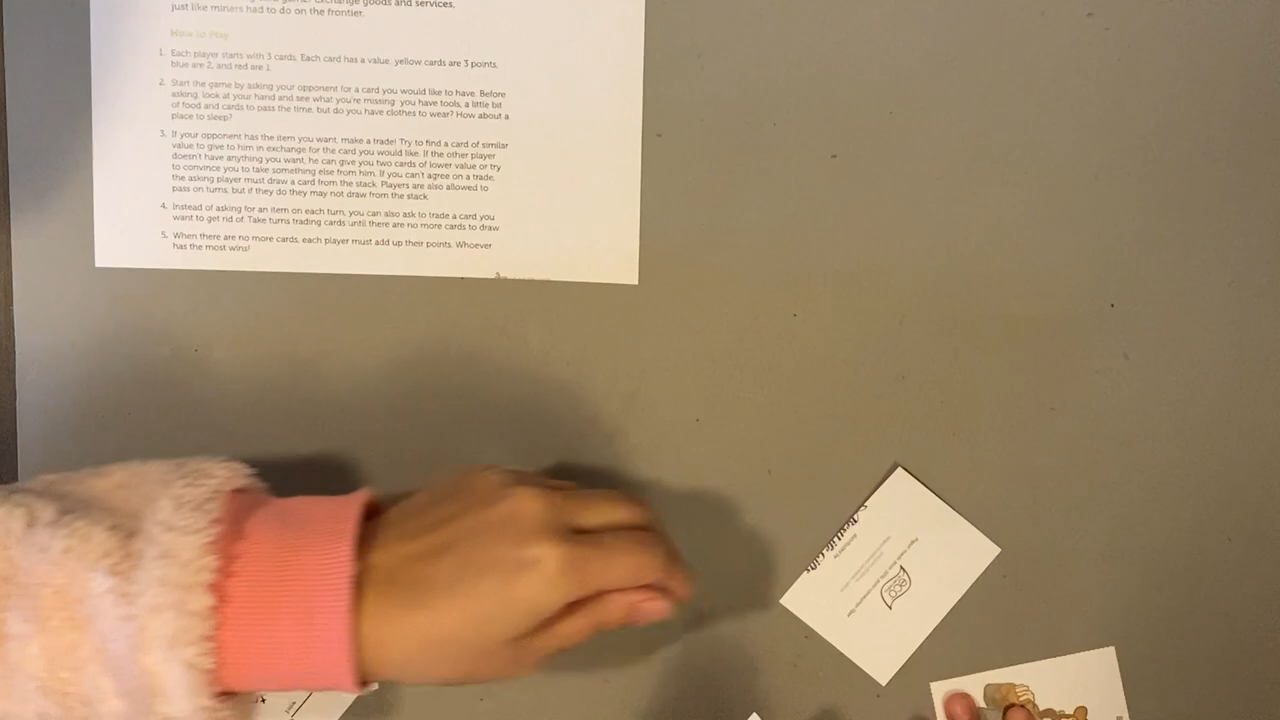 exchange goods and services,
just like miners had to do on the frontier.
How to Play
1. Each player starts with 3 cards. Each card has a value, yellow cards are 3 points,
blue are 2, and red are 1.
2. Start the game by asking your opponent for a card you would like to have. Before
asking, look at your hand and see what you're missing you have tools, a little bit
of food and cards to pass the time, but do you have clothes to wear? How about a
place to sleep?
3. If your opponent has the item you want, make a trade! Try to find a card of similar
value to give to him in exchange for the card you would like. If the other player
doesn't have anything you want, he can give you two cards of lower value or try
to convince you to take something else from him. If you can't agree on a trade,
the asking player must draw a card from the stack. Players are also allowed to
pass on turns, but if they do they may not draw from the stack.
4. Instead of asking for an item on each turn, you can also ask to trade a card you
want to get rid of. Take turns trading cards until there are no more cards to draw.
5. When there are no more cards, each player must add up their points. Whoever
has the most wins!
distributed by
eco